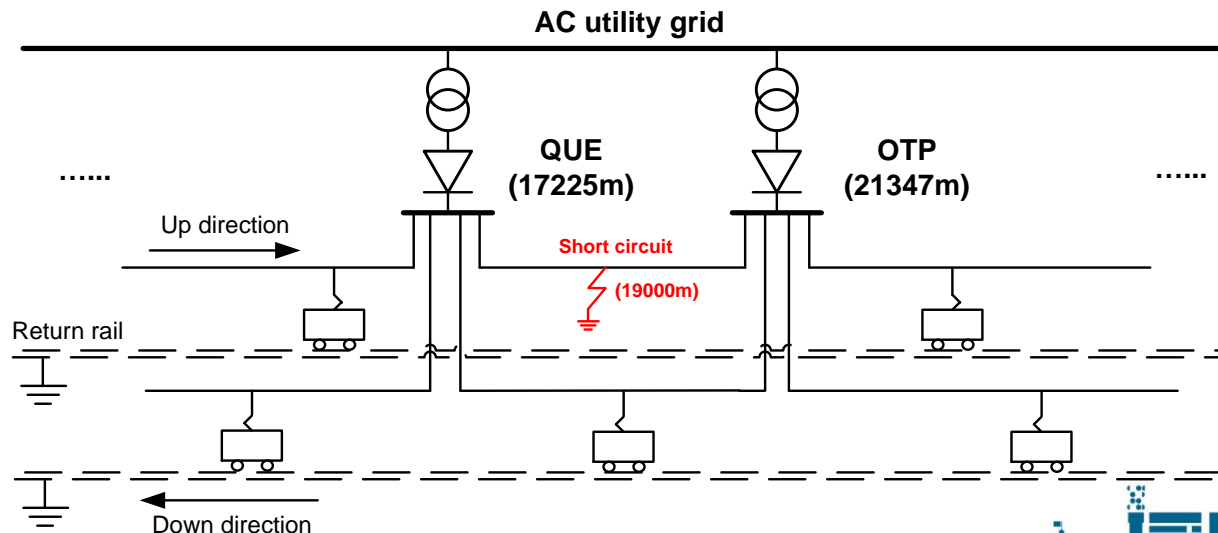 AC utility grid
QUE
(17225m)
OTP
(21347m)
…...
…...
Up direction
Short circuit
(19000m)
Return rail
Down direction